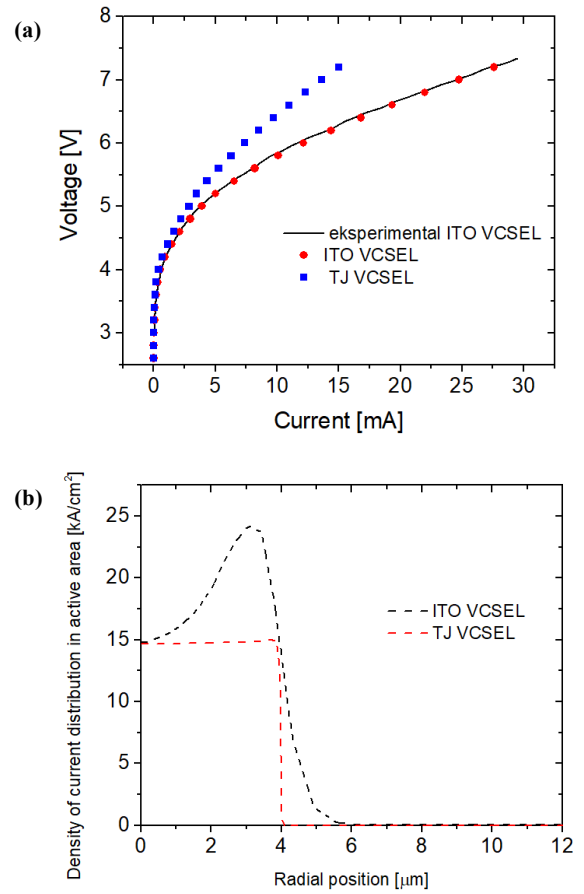 (a)
8
7
6
5
4
3
Voltage [V]
eksperimental ITO VCSEL
ITO VCSEL
TJ VCSEL
0 5 10 15 20 25 30
Current [mA]
(b)
25
20
15
10
5
0
Density of current distribution in active area [kA/cm²]
ITO VCSEL
TJ VCSEL
0 2 4 6 8 10 12
Radial position [μm]